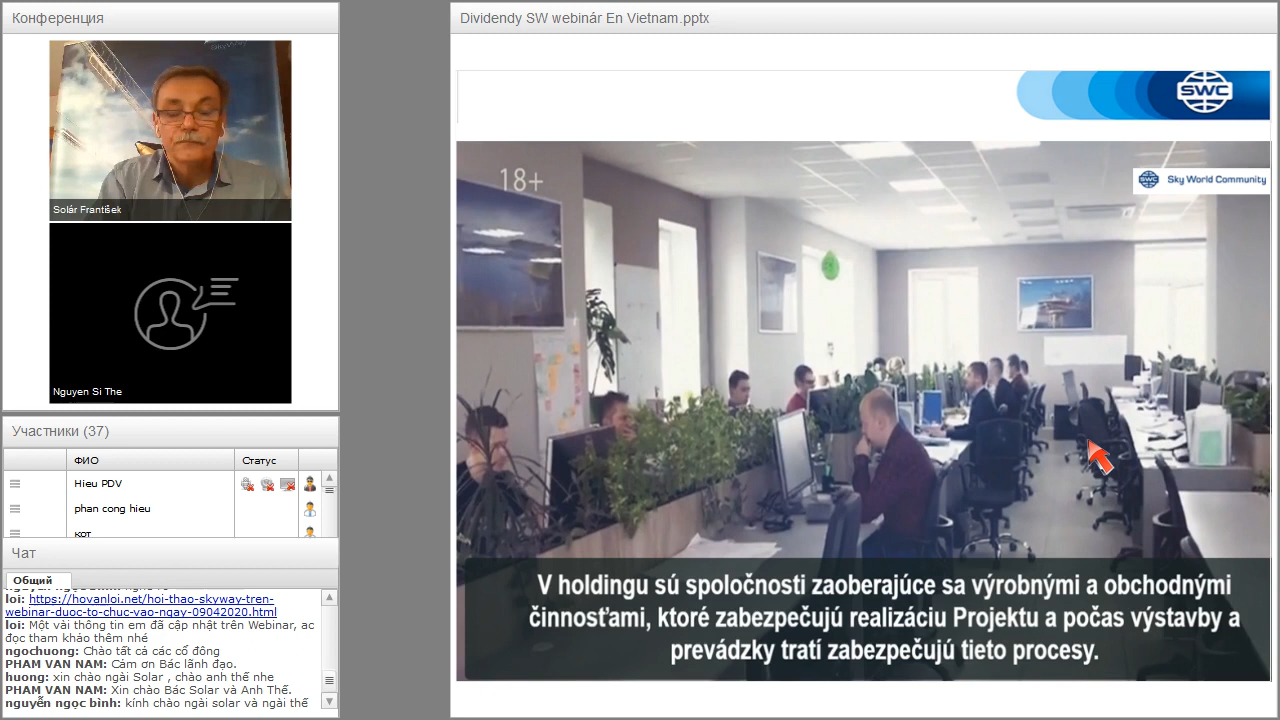 Конференция
Solár František
Nguyen Si The
Участники (37)
ФИО
Статус
Hieu PDV
phan cong hieu
кот
Чат
Общий
loi: https://hovanloi.net/hoi-thao-skyway-tren-
webinar-duoc-to-chuc-vao-ngay-09042020.html
loi: Một vài thông tin em đã cập nhật trên Webinar, ac
đọc tham khảo thêm nhé
ngochuong: Chào tất cả các cổ đông
PHAM VAN NAM: Cảm ơn Bác lãnh đạo.
huong: xin chào ngài Solar , chào anh thế nhe
PHAM VAN NAM: Xin chào Bác Solar và Anh Thế.
nguyễn ngọc bình: kính chào ngài solar và ngài thế
Dividendy SW webinár En Vietnam.pptx
SWC
18+
SWC Sky World Community
V holdingu sú spoločnosti zaoberajúce sa výrobnými a obchodnými
činnosťami, ktoré zabezpečujú realizáciu Projektu a počas výstavby a
prevádzky tratí zabezpečujú tieto procesy.